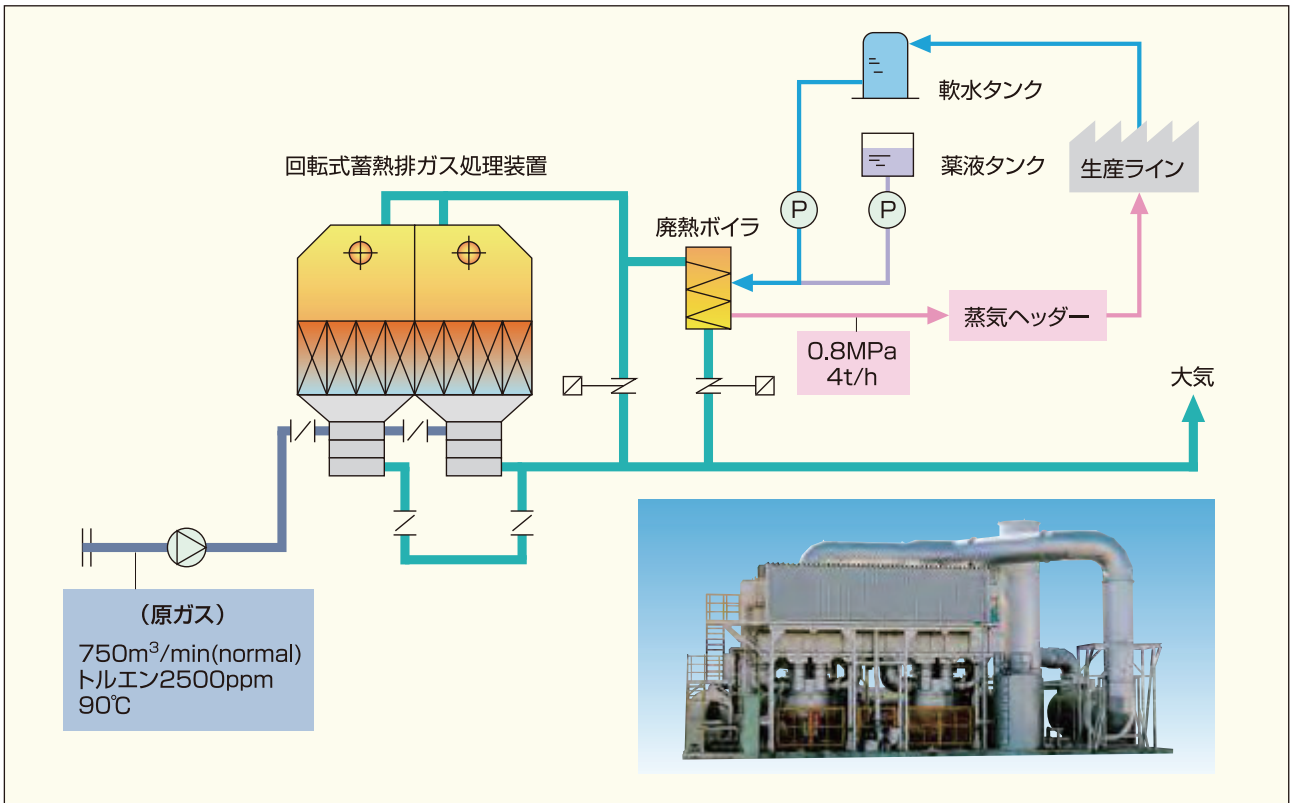 軟水タンク
回転式蓄熱排ガス処理装置
薬液タンク
生産ライン
P
P
廃熱ボイラ
蒸気ヘッダー
0.8MPa
4t/h
大気
(原ガス)
750m³/min(normal)
トルエン2500ppm
90℃